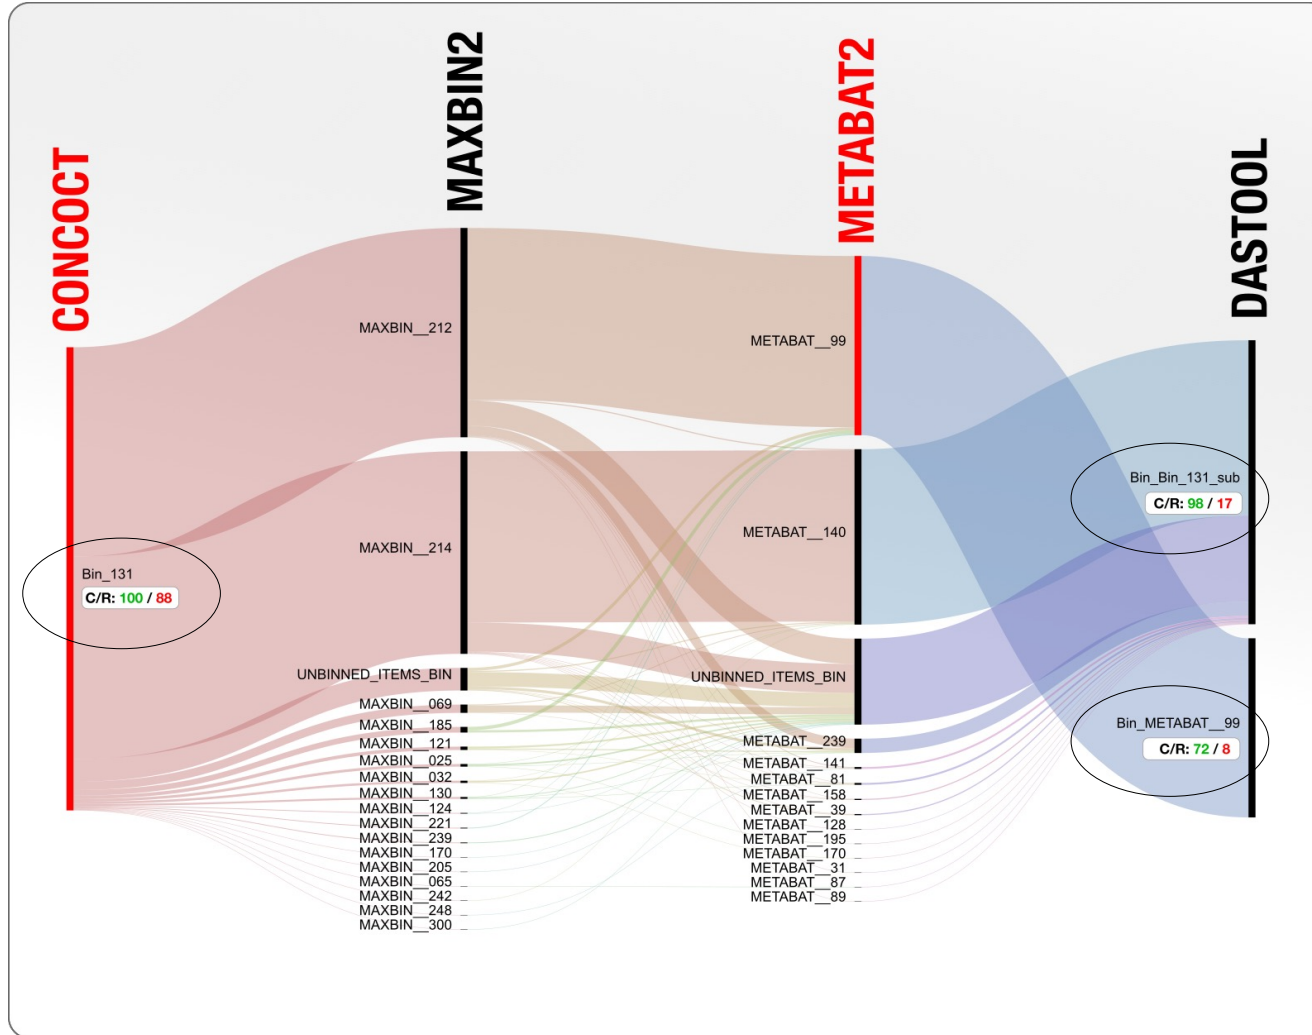 CONCOCT
MAXBIN2
METABAT2
DASTOOL
Bin_131
C/R: 100 / 88
MAXBIN__212
MAXBIN__214
UNBINNED_ITEMS_BIN
MAXBIN__069
MAXBIN__185
MAXBIN__121
MAXBIN__025
MAXBIN__032
MAXBIN__130
MAXBIN__124
MAXBIN__221
MAXBIN__239
MAXBIN__170
MAXBIN__205
MAXBIN__065
MAXBIN__242
MAXBIN__248
MAXBIN__300
METABAT__99
METABAT__140
UNBINNED_ITEMS_BIN
METABAT__239
METABAT__141
METABAT__81
METABAT__158
METABAT__39
METABAT__128
METABAT__195
METABAT__170
METABAT__31
METABAT__87
METABAT__89
Bin_Bin_131_sub
C/R: 98 / 17
Bin_METABAT__99
C/R: 72 / 8